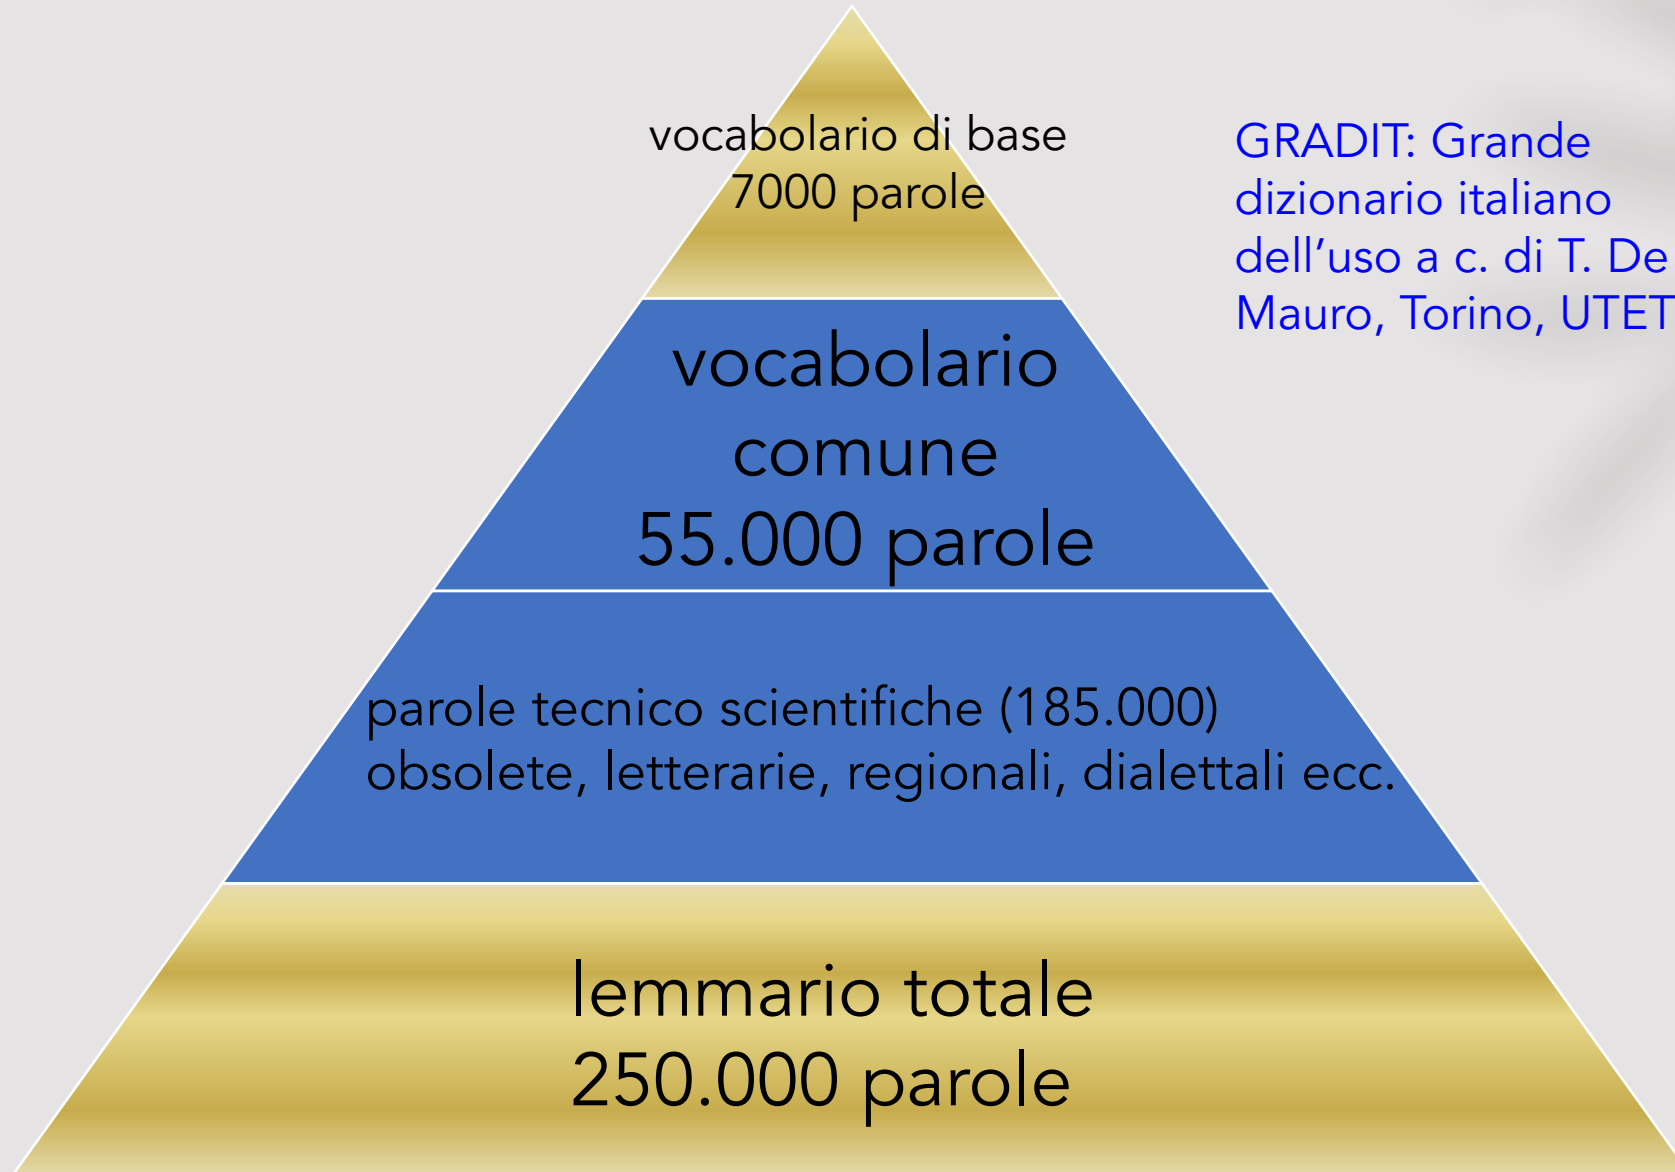 vocabolario di base
7000 parole
GRADIT: Grande
dizionario italiano
dell’uso a c. di T. De
Mauro, Torino, UTET
vocabolario
comune
55.000 parole
parole tecnico scientifiche (185.000)
obsolete, letterarie, regionali, dialettali ecc.
lemmario totale
250.000 parole